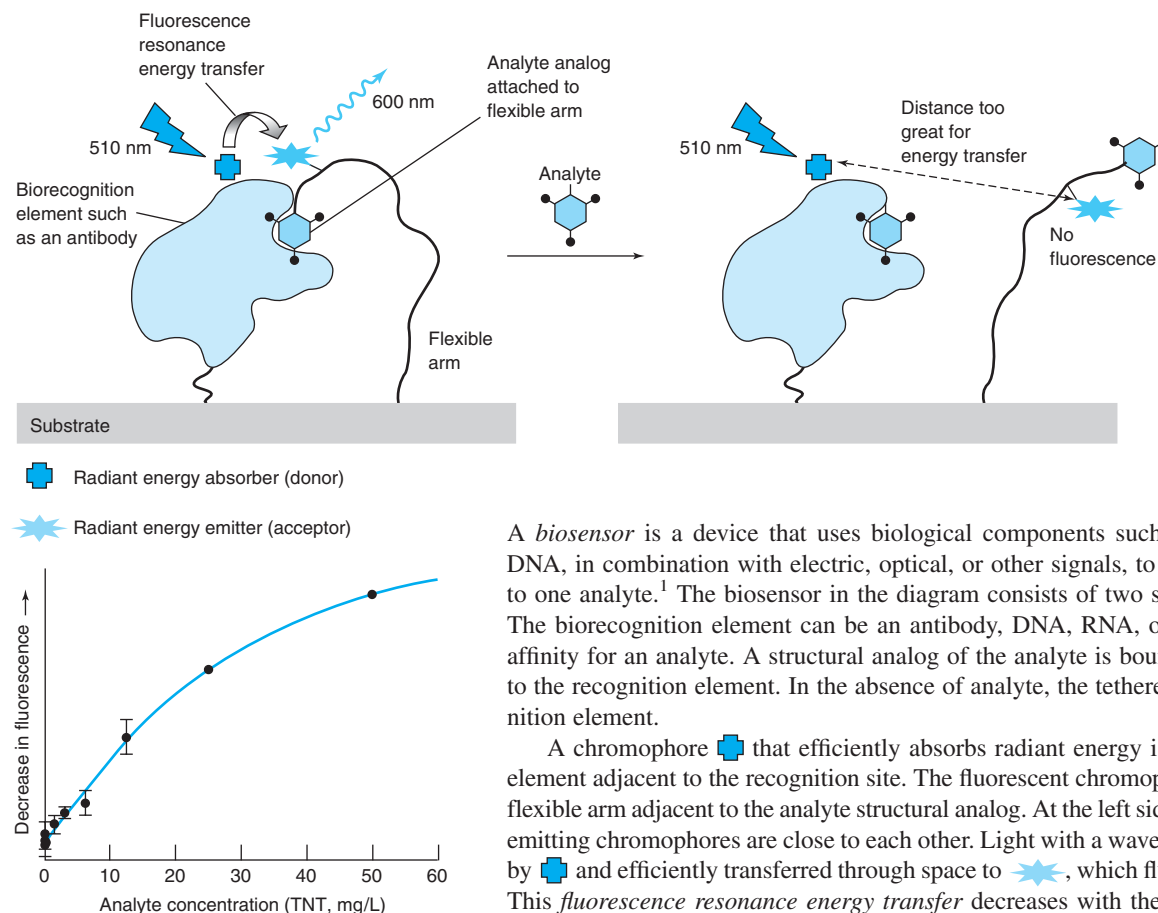 Fluorescence
resonance
energy transfer
510 nm
600 nm
Analyte analog
attached to
flexible arm
Biorecognition
element such
as an antibody
Flexible
arm
Substrate
Analyte
510 nm
Distance too
great for
energy transfer
No
fluorescence
Radiant energy absorber (donor)
Radiant energy emitter (acceptor)
Decrease in fluorescence
0 10 20 30 40 50 60
Analyte concentration (TNT, mg/L)
A biosensor is a device that uses biological components such
DNA, in combination with electric, optical, or other signals, to
to one analyte.1 The biosensor in the diagram consists of two s
The biorecognition element can be an antibody, DNA, RNA, o
affinity for an analyte. A structural analog of the analyte is bou
to the recognition element. In the absence of analyte, the tethere
nition element.
A chromophore that efficiently absorbs radiant energy i
element adjacent to the recognition site. The fluorescent chromop
flexible arm adjacent to the analyte structural analog. At the left sid
emitting chromophores are close to each other. Light with a wave
by and efficiently transferred through space to , which fl
This fluorescence resonance energy transfer decreases with the